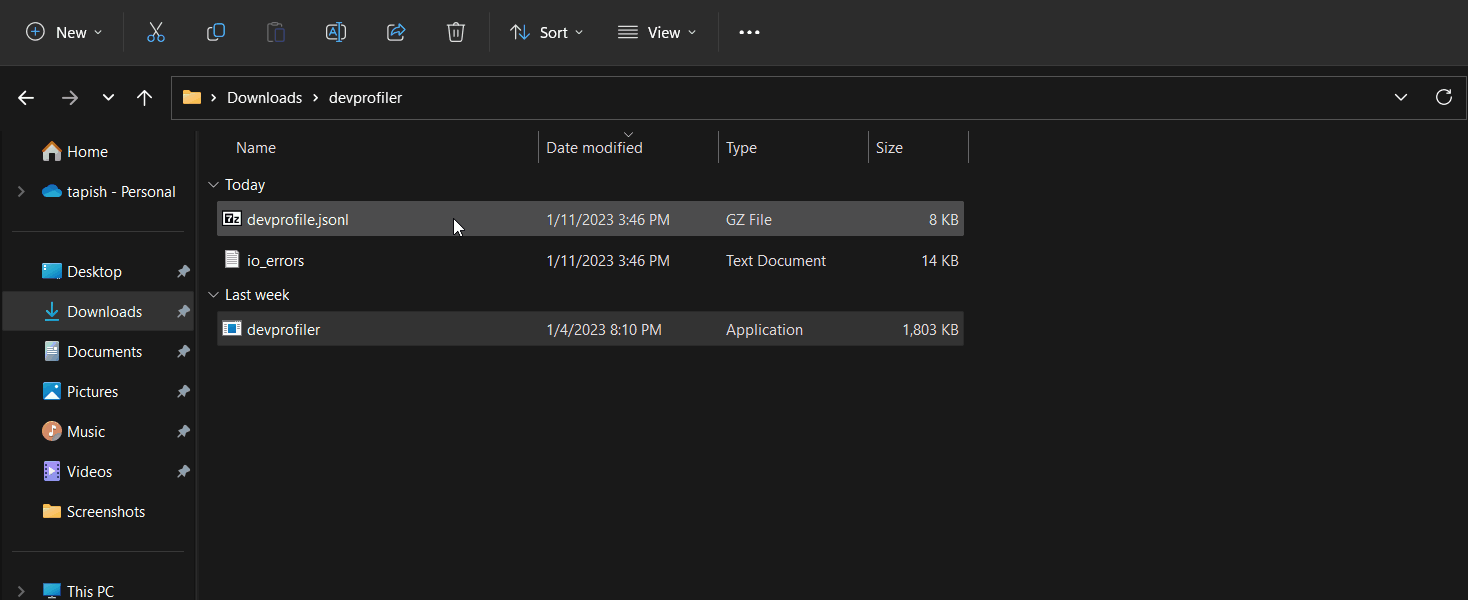 New Sort View
Downloads devprofiler
Home
tapish - Personal
Desktop
Downloads
Documents
Pictures
Music
Videos
Screenshots
This PC
Name Date modified Type Size
Today
devprofile.jsonl 1/11/2023 3:46 PM GZ File 8 KB
io_errors 1/11/2023 3:46 PM Text Document 14 KB
Last week
devprofiler 1/4/2023 8:10 PM Application 1,803 KB